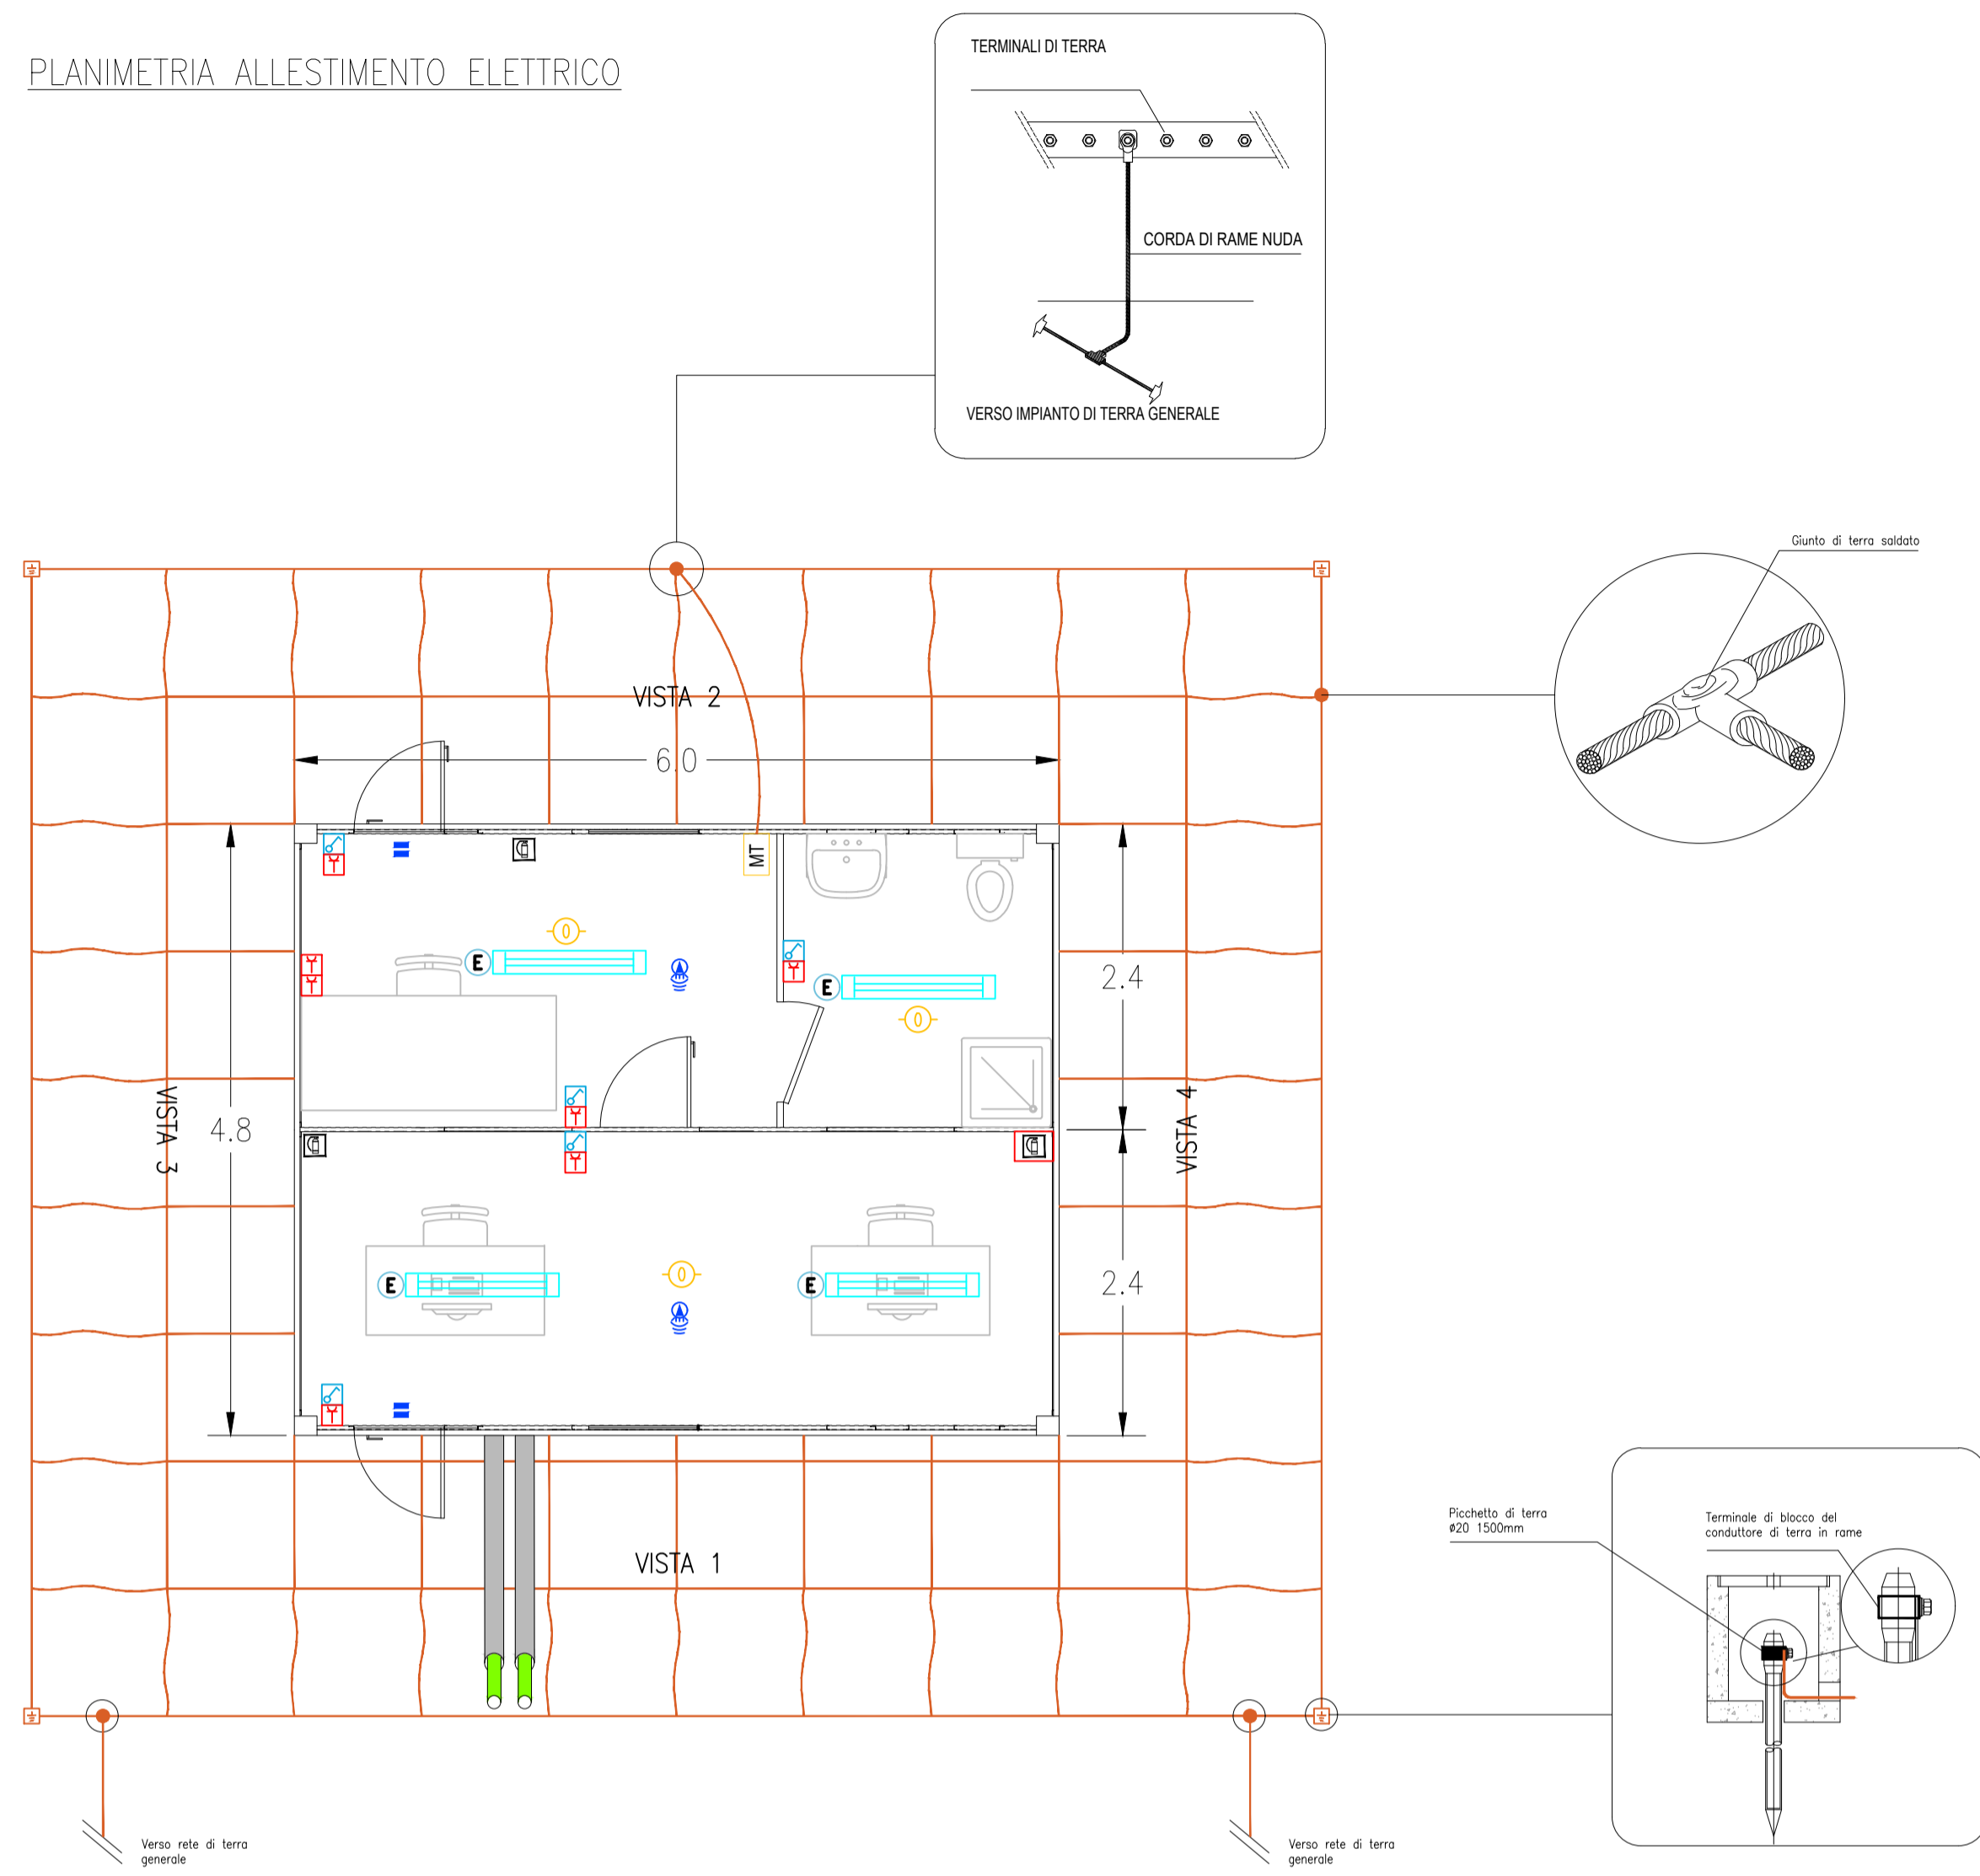 PLANIMETRIA ALLESTIMENTO ELETTRICO
TERMINALI DI TERRA
CORDA DI RAME NUDA
VERSO IMPIANTO DI TERRA GENERALE
Giunto di terra saldato
VISTA 2
6.0
MT
E
E
2.4
VISTA 3
4.8
VISTA 4
E
E
2.4
VISTA 1
Picchetto di terra
ø20 1500mm
Terminale di blocco del
conduttore di terra in rame
Verso rete di terra
generale
Verso rete di terra
generale